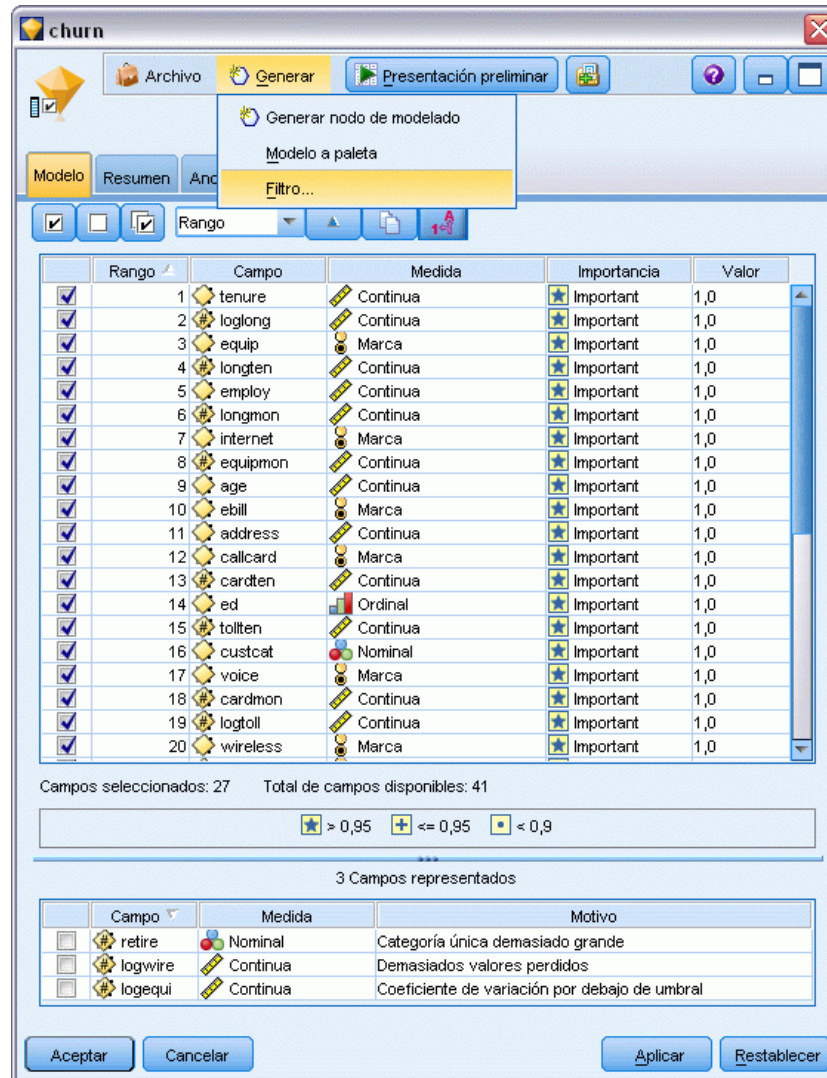 churn
Archivo Generar Presentación preliminar
Generar nodo de modelado
Modelo a paleta
Filtro...
Modelo Resumen Ano
Rango
Rango Campo Medida Importancia Valor
1 tenure Continua Important 1,0
2 loglong Continua Important 1,0
3 equip Marca Important 1,0
4 longten Continua Important 1,0
5 employ Continua Important 1,0
6 longmon Continua Important 1,0
7 internet Marca Important 1,0
8 equipmon Continua Important 1,0
9 age Continua Important 1,0
10 ebill Marca Important 1,0
11 address Continua Important 1,0
12 callcard Marca Important 1,0
13 cardten Continua Important 1,0
14 ed Ordinal Important 1,0
15 tollten Continua Important 1,0
16 custcat Nominal Important 1,0
17 voice Marca Important 1,0
18 cardmon Continua Important 1,0
19 logtoll Continua Important 1,0
20 wireless Marca Important 1,0
Campos seleccionados: 27 Total de campos disponibles: 41
> 0,95 <= 0,95 < 0,9
3 Campos representados
Campo Medida Motivo
retire Nominal Categoría única demasiado grande
logwire Continua Demasiados valores perdidos
logequi Continua Coeficiente de variación por debajo de umbral
Aceptar Cancelar Aplicar Restablecer